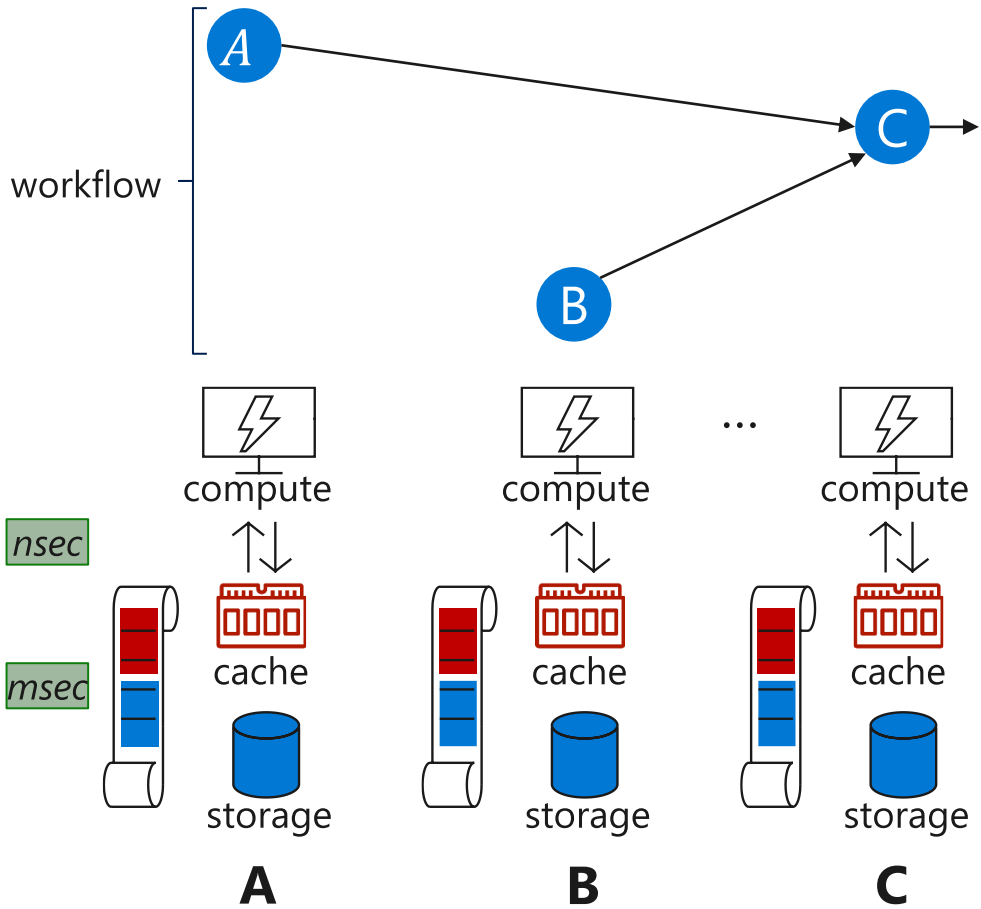 A
C
workflow
B
...
compute
compute
compute
nsec
cache
cache
cache
msec
storage
storage
storage
A
B
C